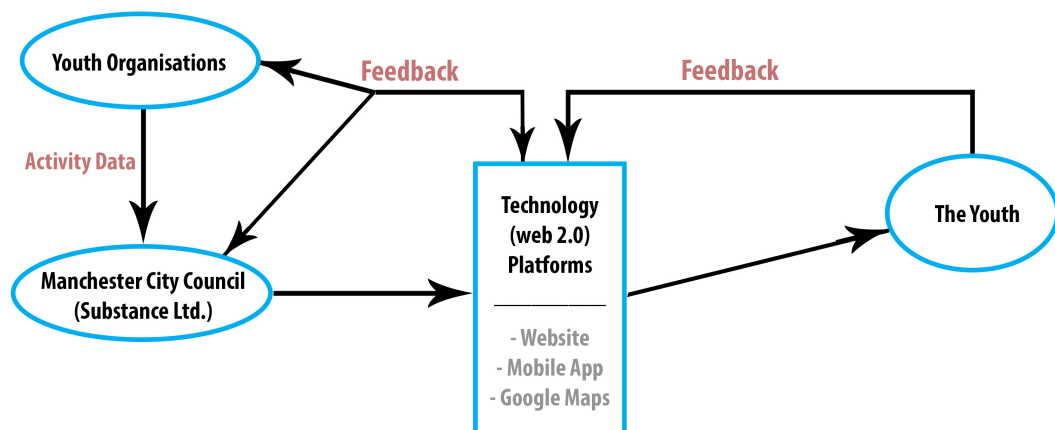 Youth Organisations
Feedback
Feedback
Activity Data
Technology
(web 2.0)
Platforms
The Youth
Manchester City Council
(Substance Ltd.)
- Website
- Mobile App
- Google Maps